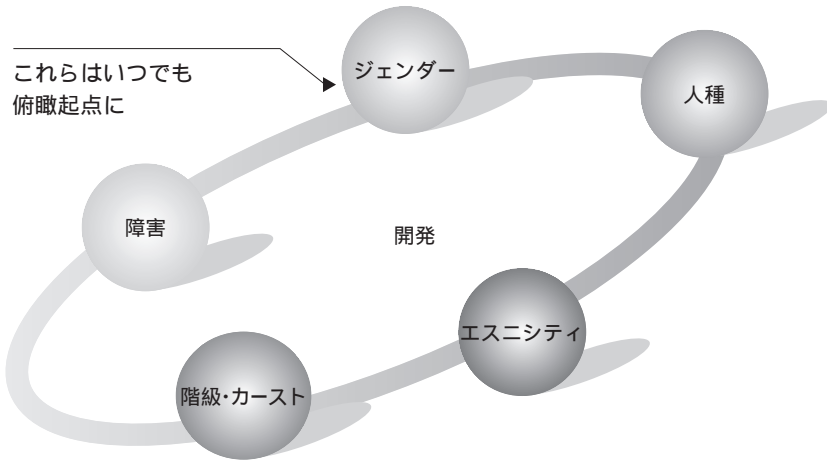 これらはいつでも
俯瞰起点に
ジェンダー
人種
障害
開発
エスニシティ
階級・カースト